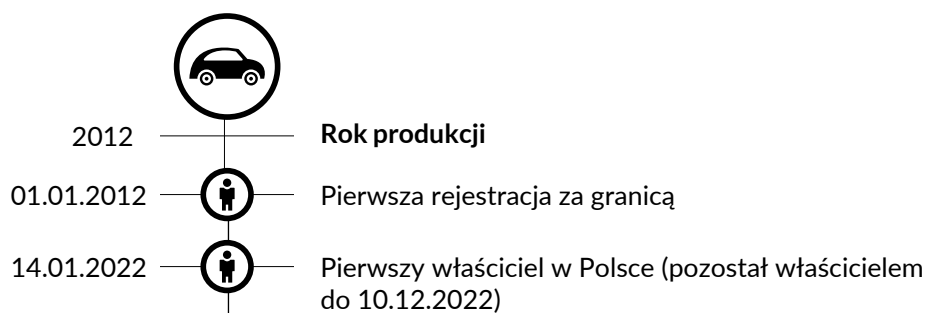 2012 Rok produkcji
01.01.2012 Pierwsza rejestracja za granicą
14.01.2022 Pierwszy właściciel w Polsce (pozostał właścicielem
do 10.12.2022)